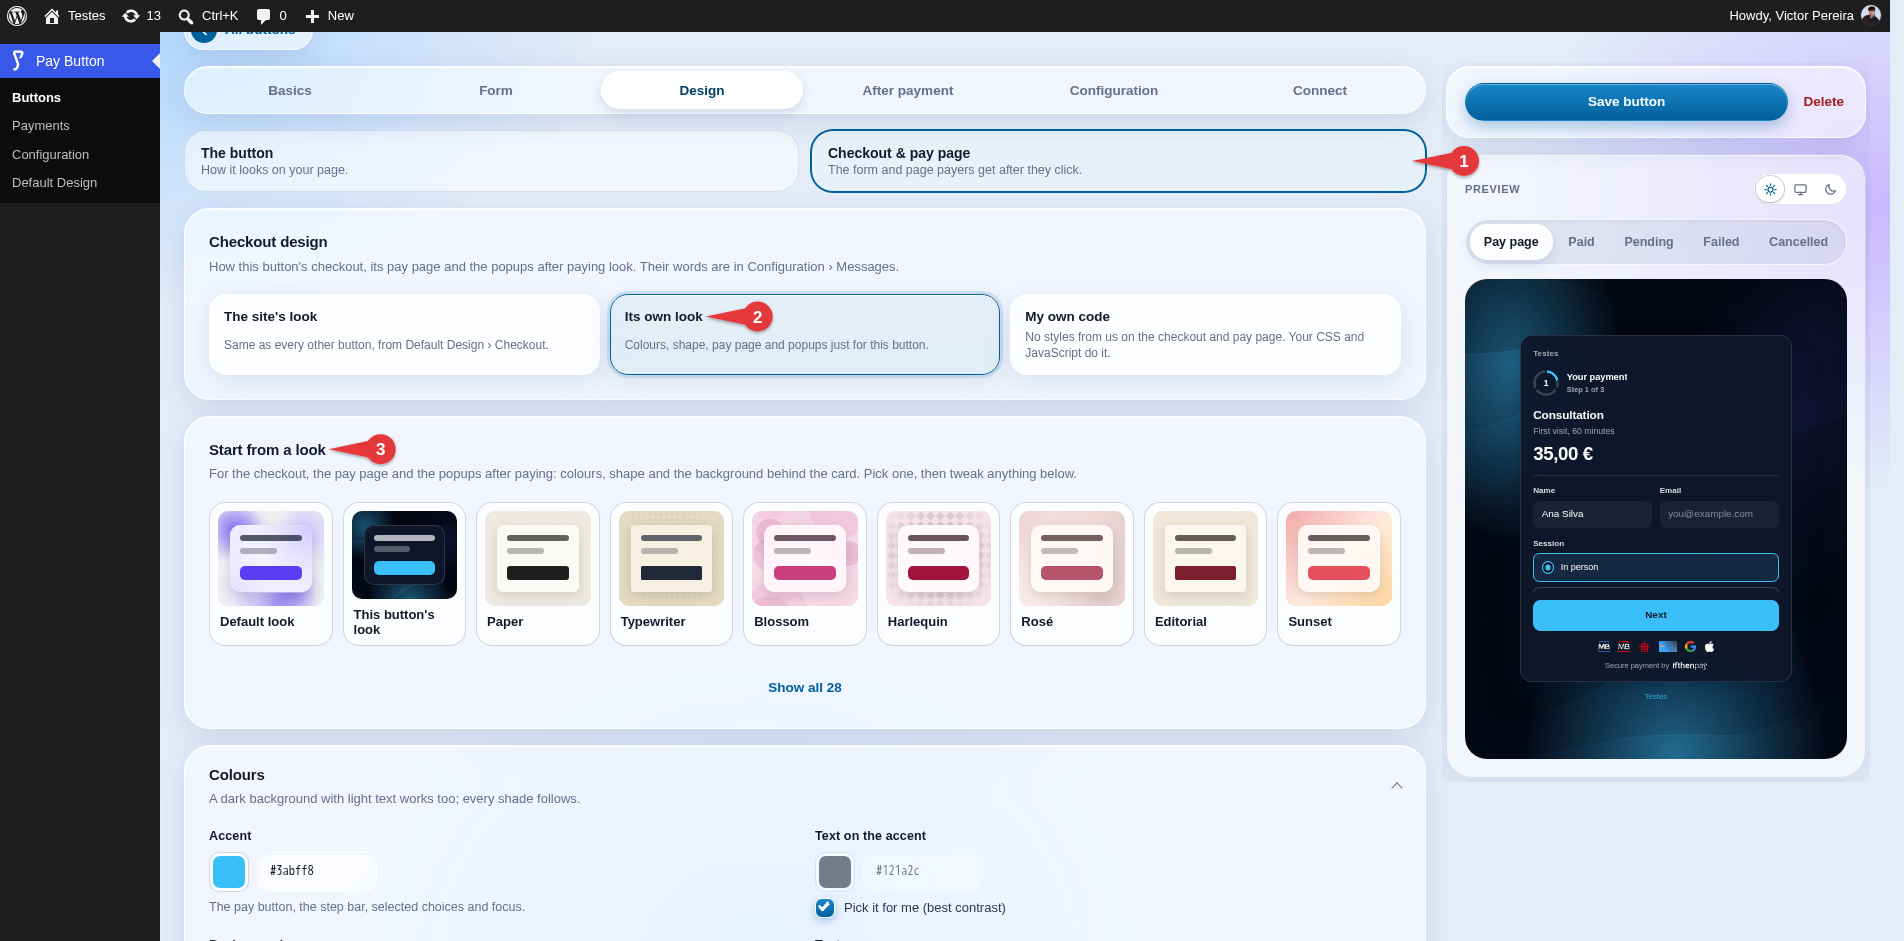 Testes
13
Ctrl+K
0
New
Howdy, Victor Pereira
Pay Button
Buttons
Payments
Configuration
Default Design
All buttons
Basics
Form
Design
After payment
Configuration
Connect
Save button
Delete
The button
How it looks on your page.
Checkout & pay page
The form and page payers get after they click.
1
Checkout design
How this button's checkout, its pay page and the popups after paying look. Their words are in Configuration › Messages.
The site's look
Same as every other button, from Default Design › Checkout.
Its own look
2
Colours, shape, pay page and popups just for this button.
My own code
No styles from us on the checkout and pay page. Your CSS and
JavaScript do it.
Start from a look
3
For the checkout, the pay page and the popups after paying: colours, shape and the background behind the card. Pick one, then tweak anything below.
Default look
This button's
look
Paper
Typewriter
Blossom
Harlequin
Rosé
Editorial
Sunset
Show all 28
Colours
A dark background with light text works too; every shade follows.
Accent
#3abff8
The pay button, the step bar, selected choices and focus.
Text on the accent
#121a2c
Pick it for me (best contrast)
PREVIEW
Pay page
Paid
Pending
Failed
Cancelled
Testes
1
Your payment
Step 1 of 3
Consultation
First visit, 60 minutes
35,00 €
Name
Email
Ana Silva
you@example.com
Session
In person
Next
MB
MB
Secure payment by ifthenpay
Testes